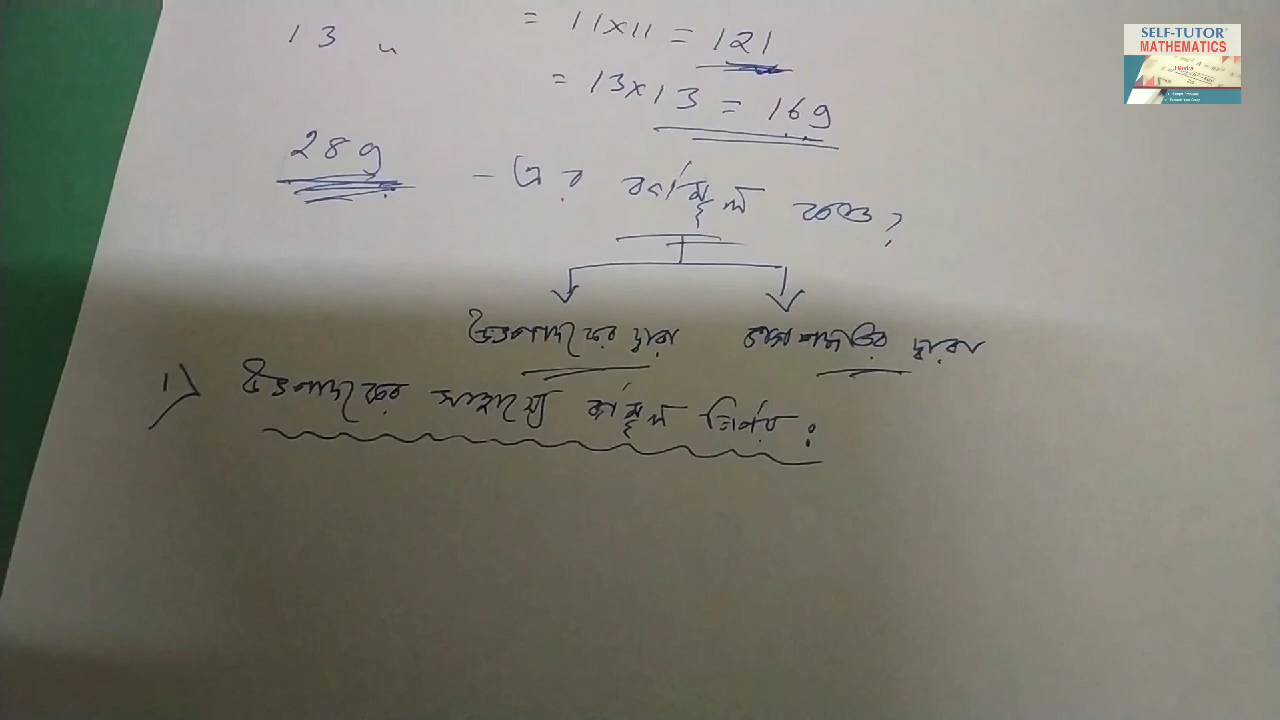 = 11×11 = 121
13 "
= 13×13 = 169
289 - এর বর্গমূল কত?
উৎপাদকের দ্বারা
ভাগ পদ্ধতির দ্বারা
1) উৎপাদকের সাহায্যে বর্গমূল নির্ণয় :
SELF-TUTOR
MATHEMATICS